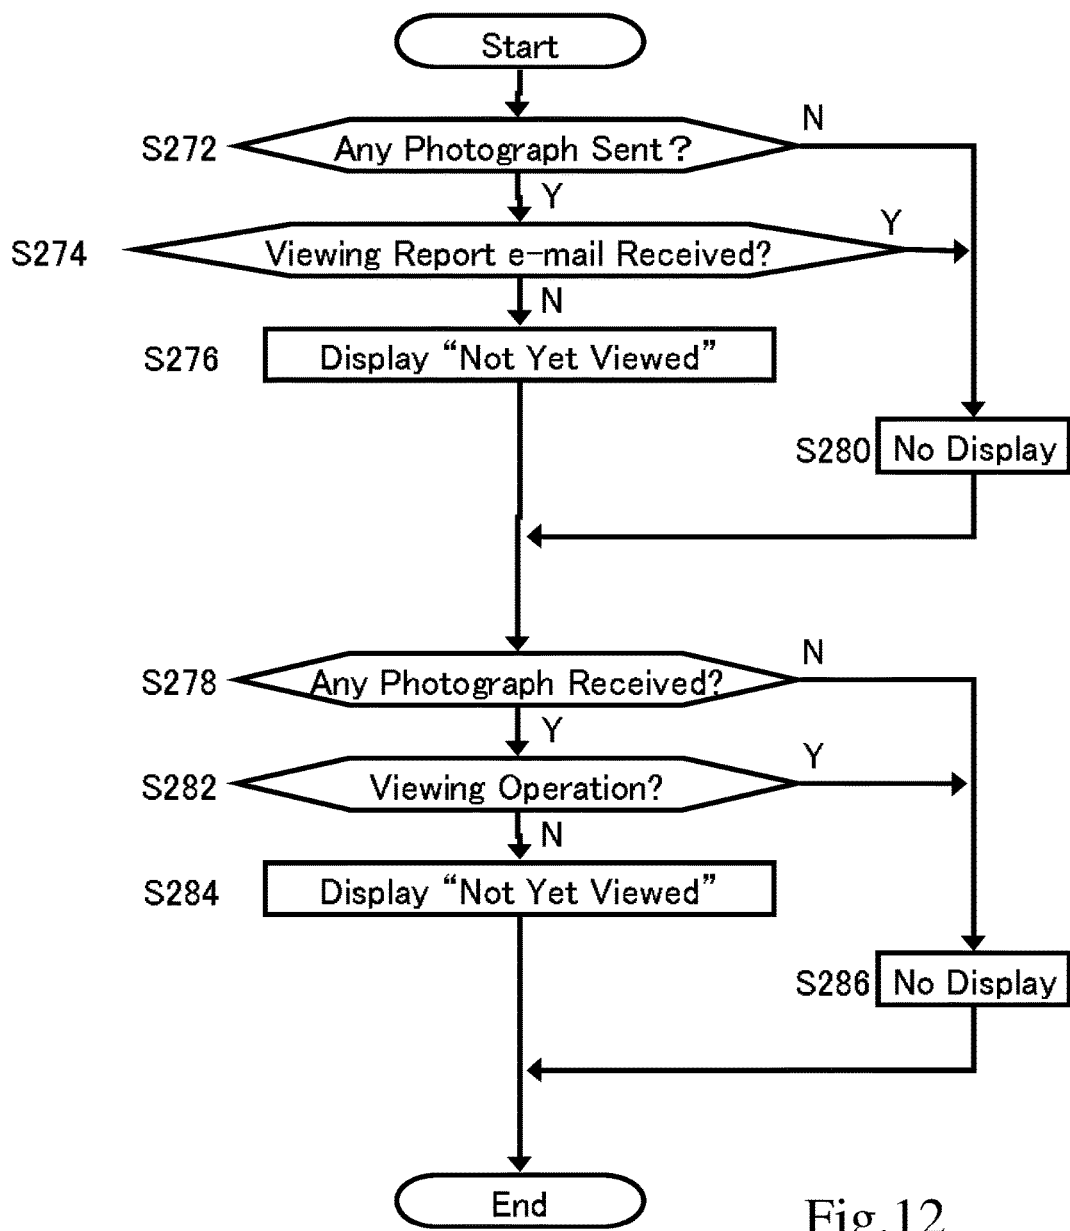 Start
S272 Any Photograph Sent? N
Y
Y
S274 Viewing Report e-mail Received?
N
S276 Display “Not Yet Viewed”
S280 No Display
S278 Any Photograph Received? N
Y
Y
S282 Viewing Operation?
N
S284 Display “Not Yet Viewed”
S286 No Display
End
Fig.12